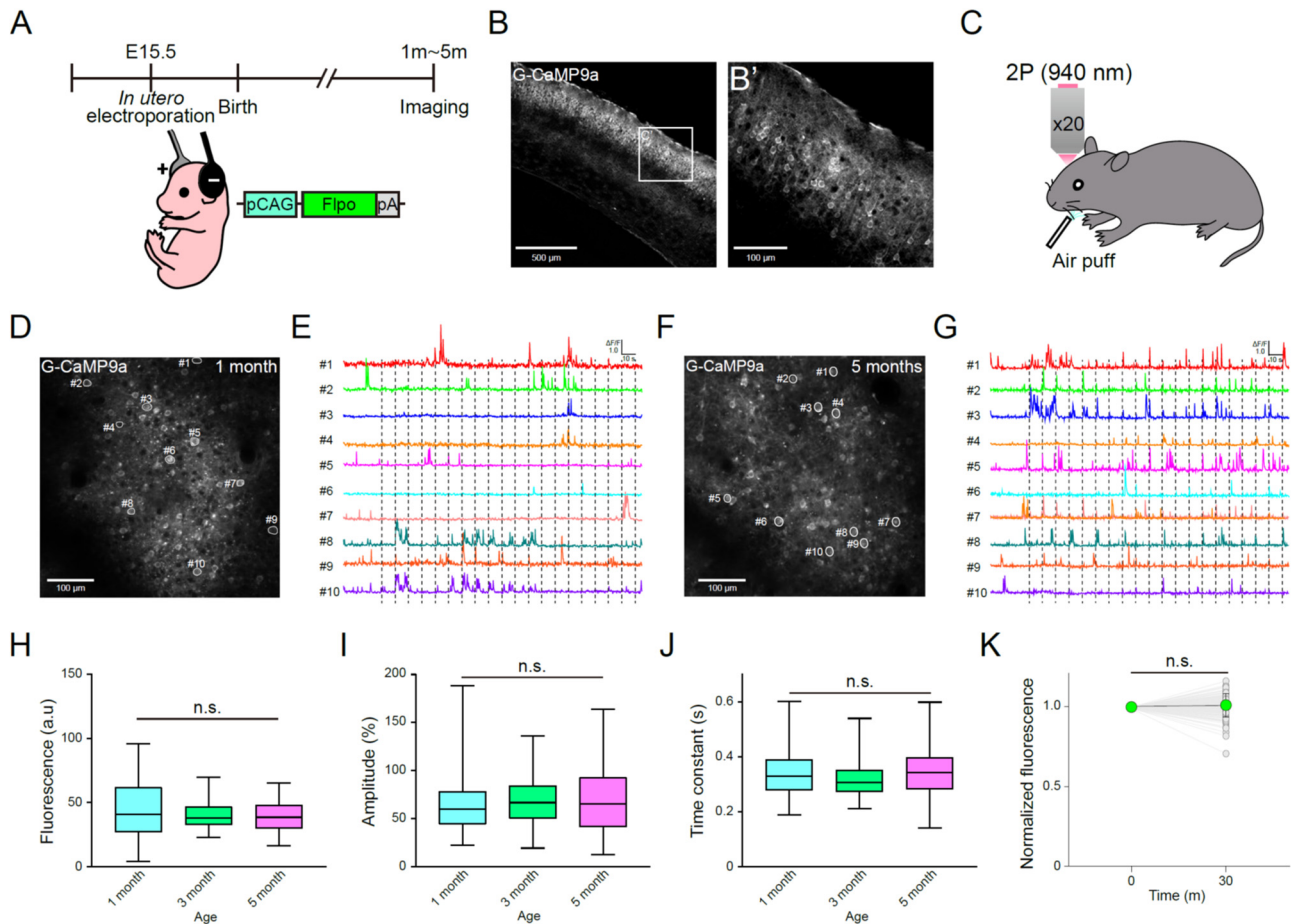 A
E15.5
1m~5m
In utero
electroporation
Birth
Imaging
+
−
pCAG
Flpo
pA
B
G-CaMP9a
500 µm
B'
100 µm
C
2P (940 nm)
x20
Air puff
D
G-CaMP9a
1 month
#1
#2
#3
#4
#5
#6
#7
#8
#9
#10
100 µm
E
ΔF/F
1.0
10 s
#1
#2
#3
#4
#5
#6
#7
#8
#9
#10
F
G-CaMP9a
5 months
#1
#2
#3
#4
#5
#6
#7
#8
#9
#10
100 µm
G
ΔF/F
1.0
10 s
#1
#2
#3
#4
#5
#6
#7
#8
#9
#10
H
n.s.
Fluorescence (a.u)
150
100
50
0
1 month
3 month
5 month
Age
I
n.s.
Amplitude (%)
200
150
100
50
0
1 month
3 month
5 month
Age
J
n.s.
Time constant (s)
0.6
0.4
0.2
0
1 month
3 month
5 month
Age
K
n.s.
Normalized fluorescence
1.0
0.5
0
0
30
Time (m)